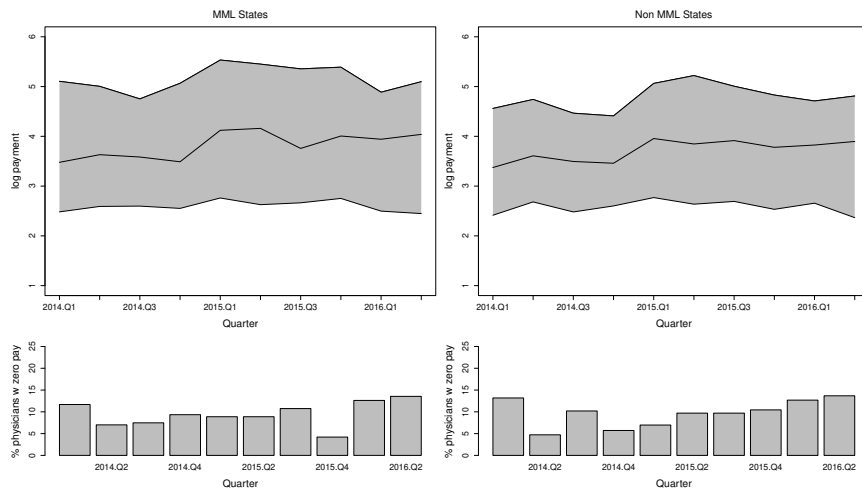 MML States
6
5
4
3
2
1
log payment
2014.Q1 2014.Q3 2015.Q1 2015.Q3 2016.Q1
Quarter
Non MML States
6
5
4
3
2
1
log payment
2014.Q1 2014.Q3 2015.Q1 2015.Q3 2016.Q1
Quarter
25
20
15
10
5
0
% physicians w zero pay
2014.Q2 2014.Q4 2015.Q2 2015.Q4 2016.Q2
Quarter
25
20
15
10
5
0
% physicians w zero pay
2014.Q2 2014.Q4 2015.Q2 2015.Q4 2016.Q2
Quarter